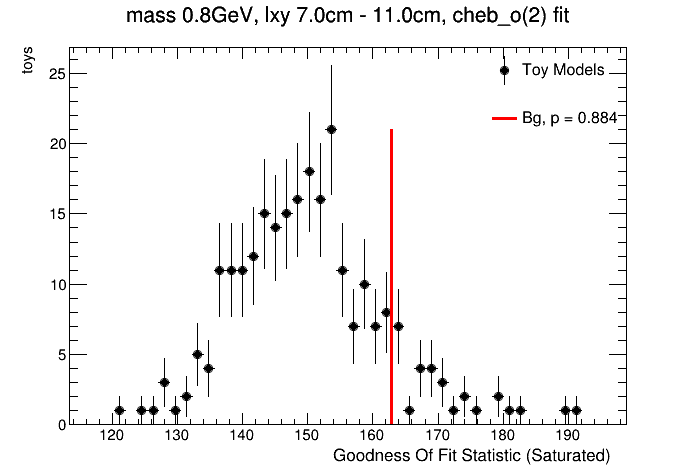 mass 0.8GeV, lxy 7.0cm - 11.0cm, cheb_o(2) fit
toys
25
20
15
10
5
0
Toy Models
Bg, p = 0.884
120 130 140 150 160 170 180 190
Goodness Of Fit Statistic (Saturated)